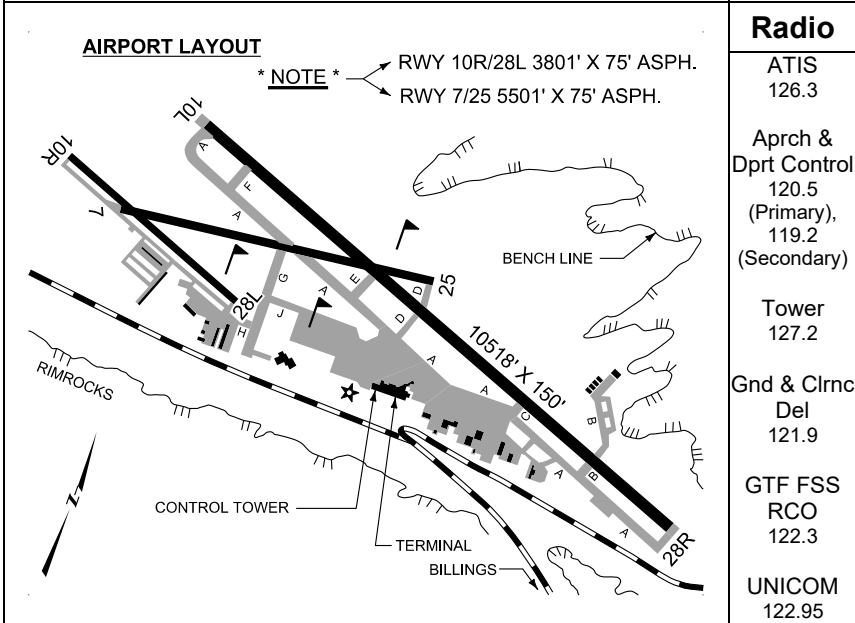 AIRPORT LAYOUT
* NOTE *
RWY 10R/28L 3801' X 75' ASPH.
RWY 7/25 5501' X 75' ASPH.
10L
10R
A
F
7
A
BENCH LINE
G
A
E
D
25
28L
J
D
H
10518' X 150'
A
RIMROCKS
A
C
B
B
A
A
28R
Z
CONTROL TOWER
TERMINAL
BILLINGS
Radio
ATIS
126.3
Aprch &
Dprt Control
120.5
(Primary),
119.2
(Secondary)
Tower
127.2
Gnd & Clrnc
Del
121.9
GTF FSS
RCO
122.3
UNICOM
122.95